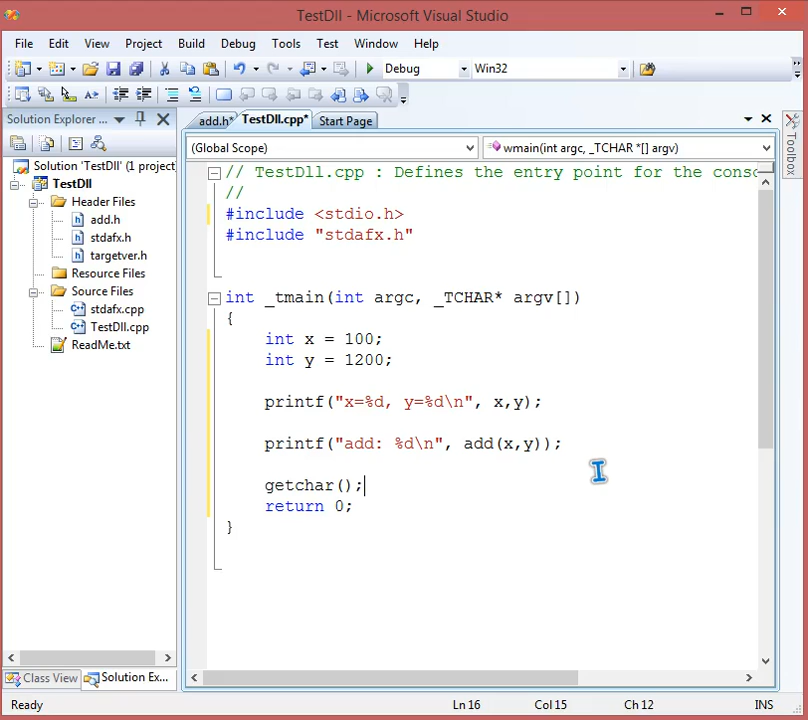 TestDll - Microsoft Visual Studio
File Edit View Project Build Debug Tools Test Window Help
Debug Win32
Solution Explorer ...
add.h* TestDll.cpp* Start Page
Toolbox
(Global Scope) wmain(int argc, _TCHAR *[] argv)
Solution 'TestDll' (1 project
TestDll
Header Files
add.h
stdafx.h
targetver.h
Resource Files
Source Files
stdafx.cpp
TestDll.cpp
ReadMe.txt
// TestDll.cpp : Defines the entry point for the conso
//
#include <stdio.h>
#include "stdafx.h"
int _tmain(int argc, _TCHAR* argv[])
{
int x = 100;
int y = 1200;
printf("x=%d, y=%d\n", x,y);
printf("add: %d\n", add(x,y));
getchar();
return 0;
}
Class View Solution Ex...
Ready Ln 16 Col 15 Ch 12 INS